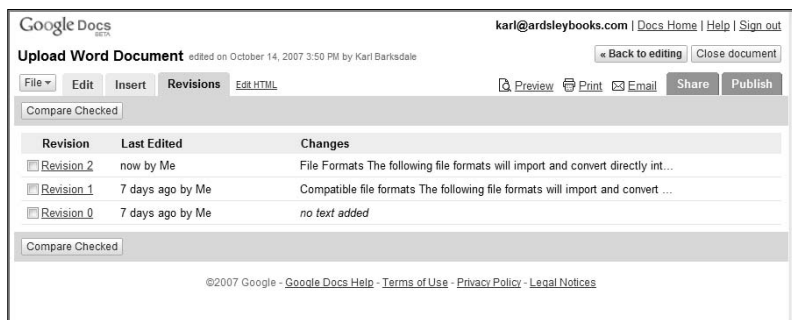 Google Docs BETA karl@ardsleybooks.com | Docs Home | Help | Sign out
Upload Word Document edited on October 14, 2007 3:50 PM by Karl Barksdale « Back to editing Close document
File Edit Insert Revisions Edit HTML Preview Print Email Share Publish
Compare Checked
Revision Last Edited Changes
Revision 2 now by Me File Formats The following file formats will import and convert directly int...
Revision 1 7 days ago by Me Compatible file formats The following file formats will import and convert ...
Revision 0 7 days ago by Me no text added
Compare Checked
©2007 Google - Google Docs Help - Terms of Use - Privacy Policy - Legal Notices